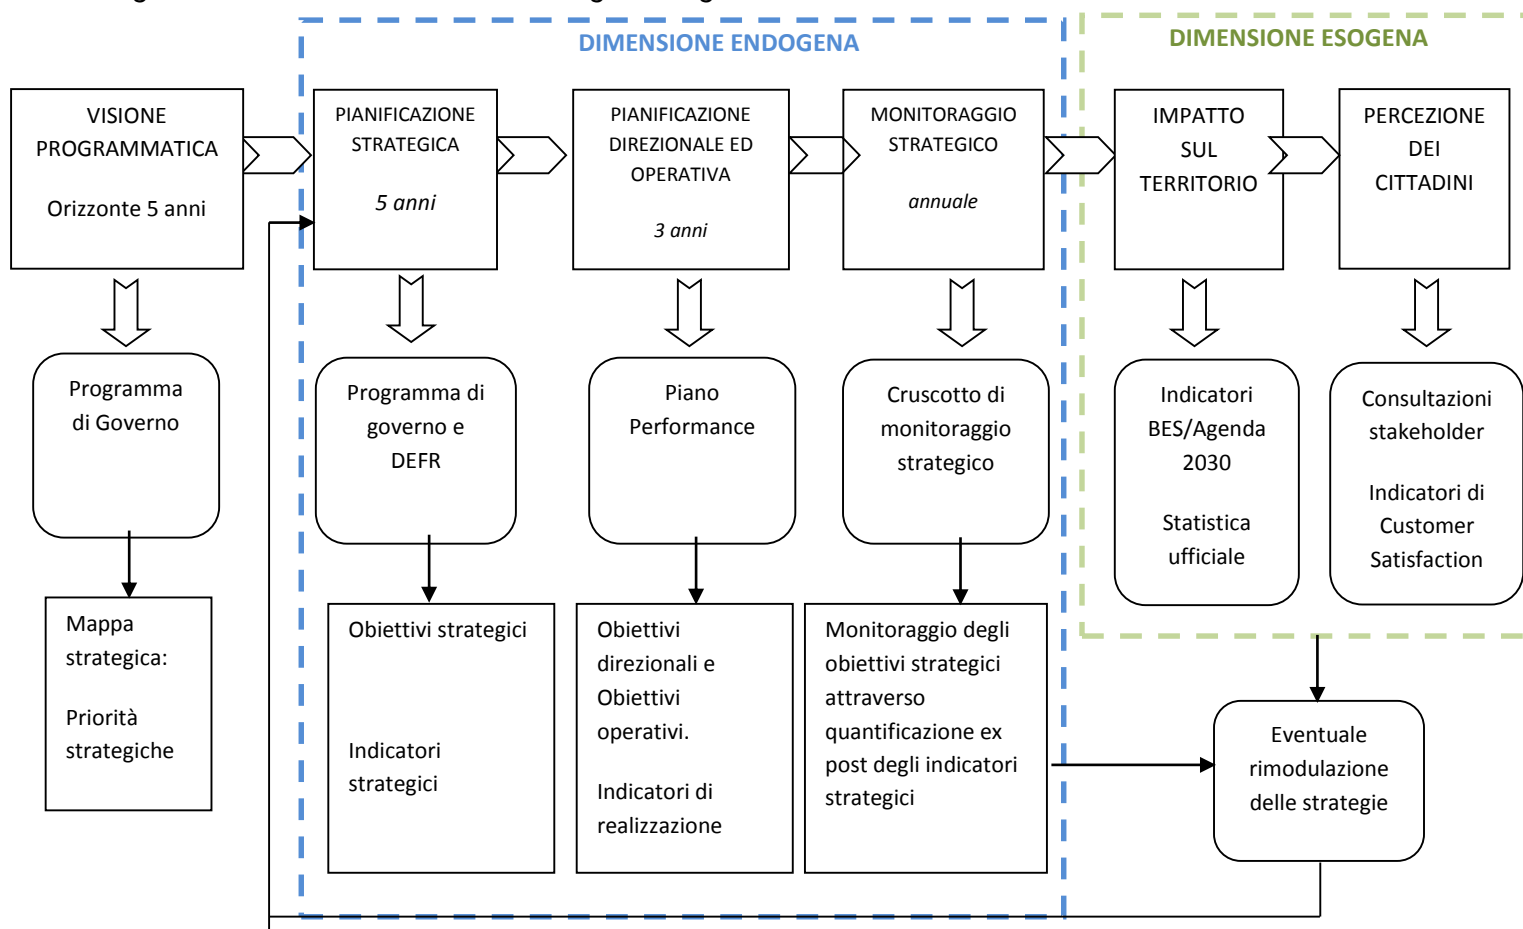 DIMENSIONE ENDOGENA
DIMENSIONE ESOGENA
VISIONE
PROGRAMMATICA
Orizzonte 5 anni
PIANIFICAZIONE
STRATEGICA
5 anni
PIANIFICAZIONE
DIREZIONALE ED
OPERATIVA
3 anni
MONITORAGGIO
STRATEGICO
annuale
IMPATTO
SUL
TERRITORIO
PERCEZIONE
DEI
CITTADINI
Programma
di Governo
Programma di
governo e
DEFR
Piano
Performance
Cruscotto di
monitoraggio
strategico
Indicatori
BES/Agenda
2030
Statistica
ufficiale
Consultazioni
stakeholder
Indicatori di
Customer
Satisfaction
Mappa
strategica:
Priorità
strategiche
Obiettivi strategici
Indicatori
strategici
Obiettivi
direzionali e
Obiettivi
operativi.
Indicatori di
realizzazione
Monitoraggio degli
obiettivi strategici
attraverso
quantificazione ex
post degli indicatori
strategici
Eventuale
rimodulazione
delle strategie